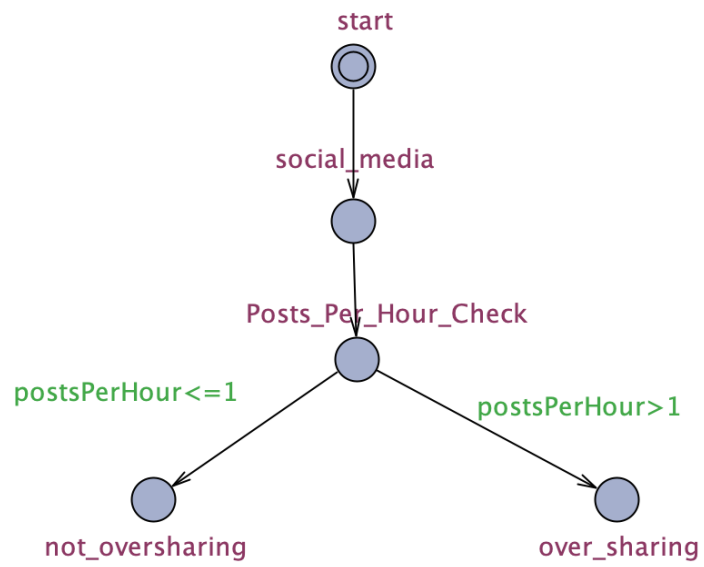 start
social_media
Posts_Per_Hour_Check
postsPerHour<=1
postsPerHour>1
not_oversharing
over_sharing